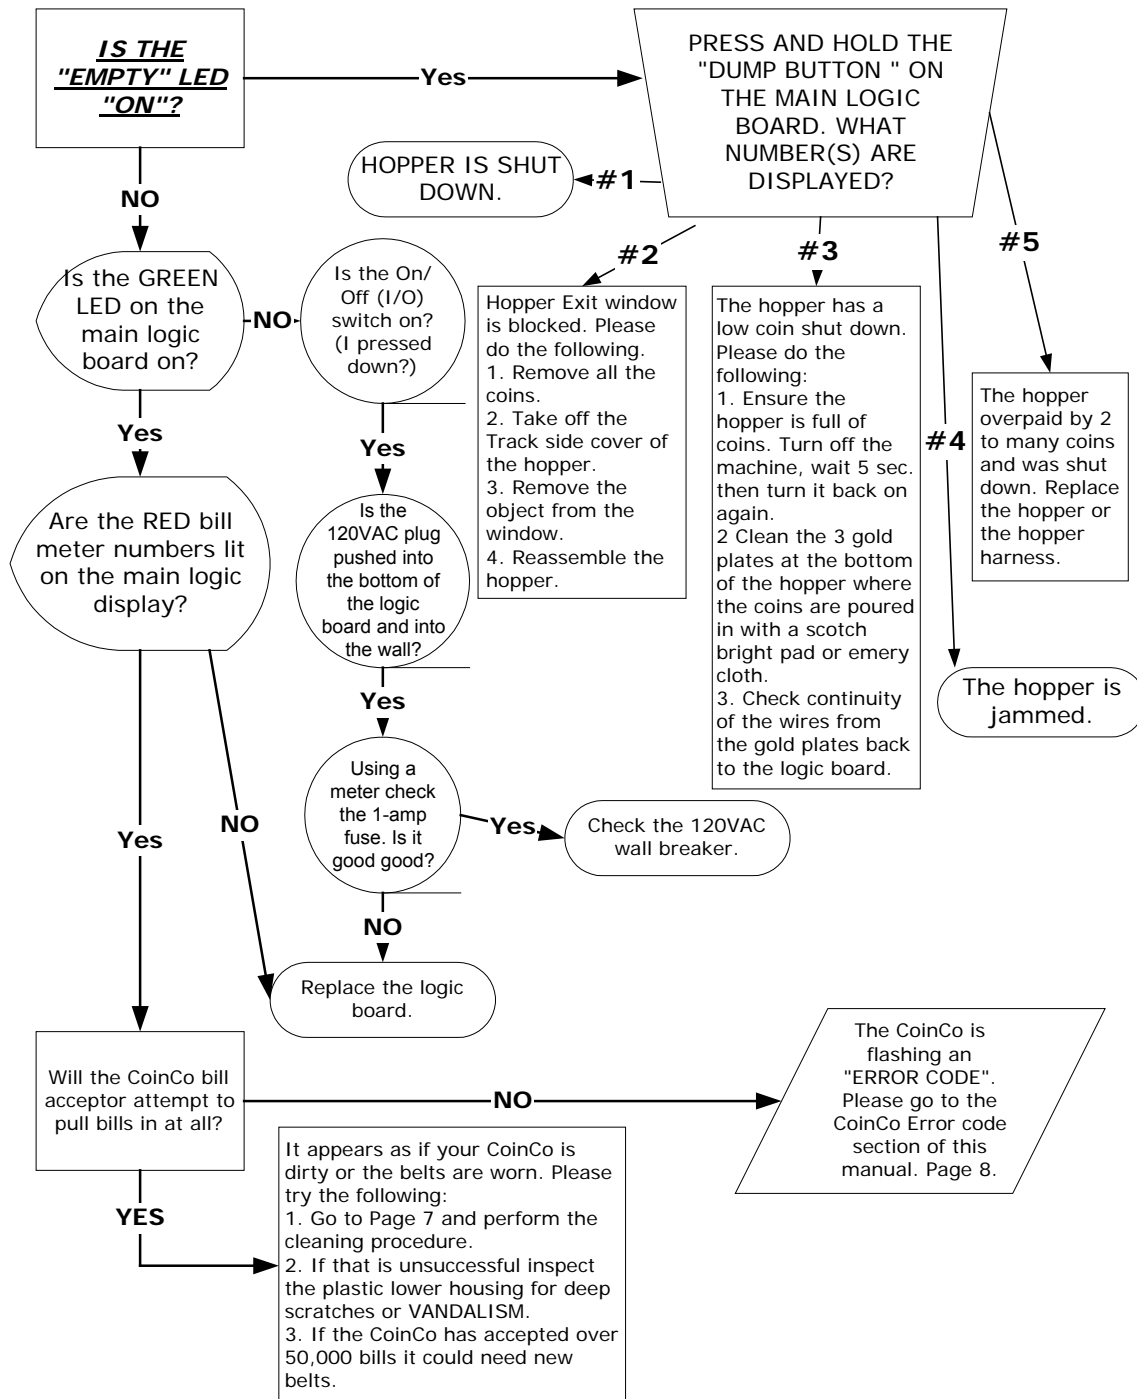 IS THE
"EMPTY" LED
"ON"?
Yes
PRESS AND HOLD THE
"DUMP BUTTON " ON
THE MAIN LOGIC
BOARD. WHAT
NUMBER(S) ARE
DISPLAYED?
HOPPER IS SHUT
DOWN.
#1
NO
#2
#3
#5
#4
Is the GREEN
LED on the
main logic
board on?
NO
Is the On/
Off (I/O)
switch on?
(I pressed
down?)
Hopper Exit window
is blocked. Please
do the following.
1. Remove all the
coins.
2. Take off the
Track side cover of
the hopper.
3. Remove the
object from the
window.
4. Reassemble the
hopper.
The hopper has a
low coin shut down.
Please do the
following:
1. Ensure the
hopper is full of
coins. Turn off the
machine, wait 5 sec.
then turn it back on
again.
2 Clean the 3 gold
plates at the bottom
of the hopper where
the coins are poured
in with a scotch
bright pad or emery
cloth.
3. Check continuity
of the wires from
the gold plates back
to the logic board.
The hopper
overpaid by 2
to many coins
and was shut
down. Replace
the hopper or
the hopper
harness.
The hopper is
jammed.
Yes
Yes
Are the RED bill
meter numbers lit
on the main logic
display?
Is the
120VAC plug
pushed into
the bottom of
the logic
board and into
the wall?
Yes
Using a
meter check
the 1-amp
fuse. Is it
good good?
Yes
Check the 120VAC
wall breaker.
Yes
NO
NO
Replace the logic
board.
Will the CoinCo bill
acceptor attempt to
pull bills in at all?
NO
The CoinCo is
flashing an
"ERROR CODE".
Please go to the
CoinCo Error code
section of this
manual. Page 8.
YES
It appears as if your CoinCo is
dirty or the belts are worn. Please
try the following:
1. Go to Page 7 and perform the
cleaning procedure.
2. If that is unsuccessful inspect
the plastic lower housing for deep
scratches or VANDALISM.
3. If the CoinCo has accepted over
50,000 bills it could need new
belts.